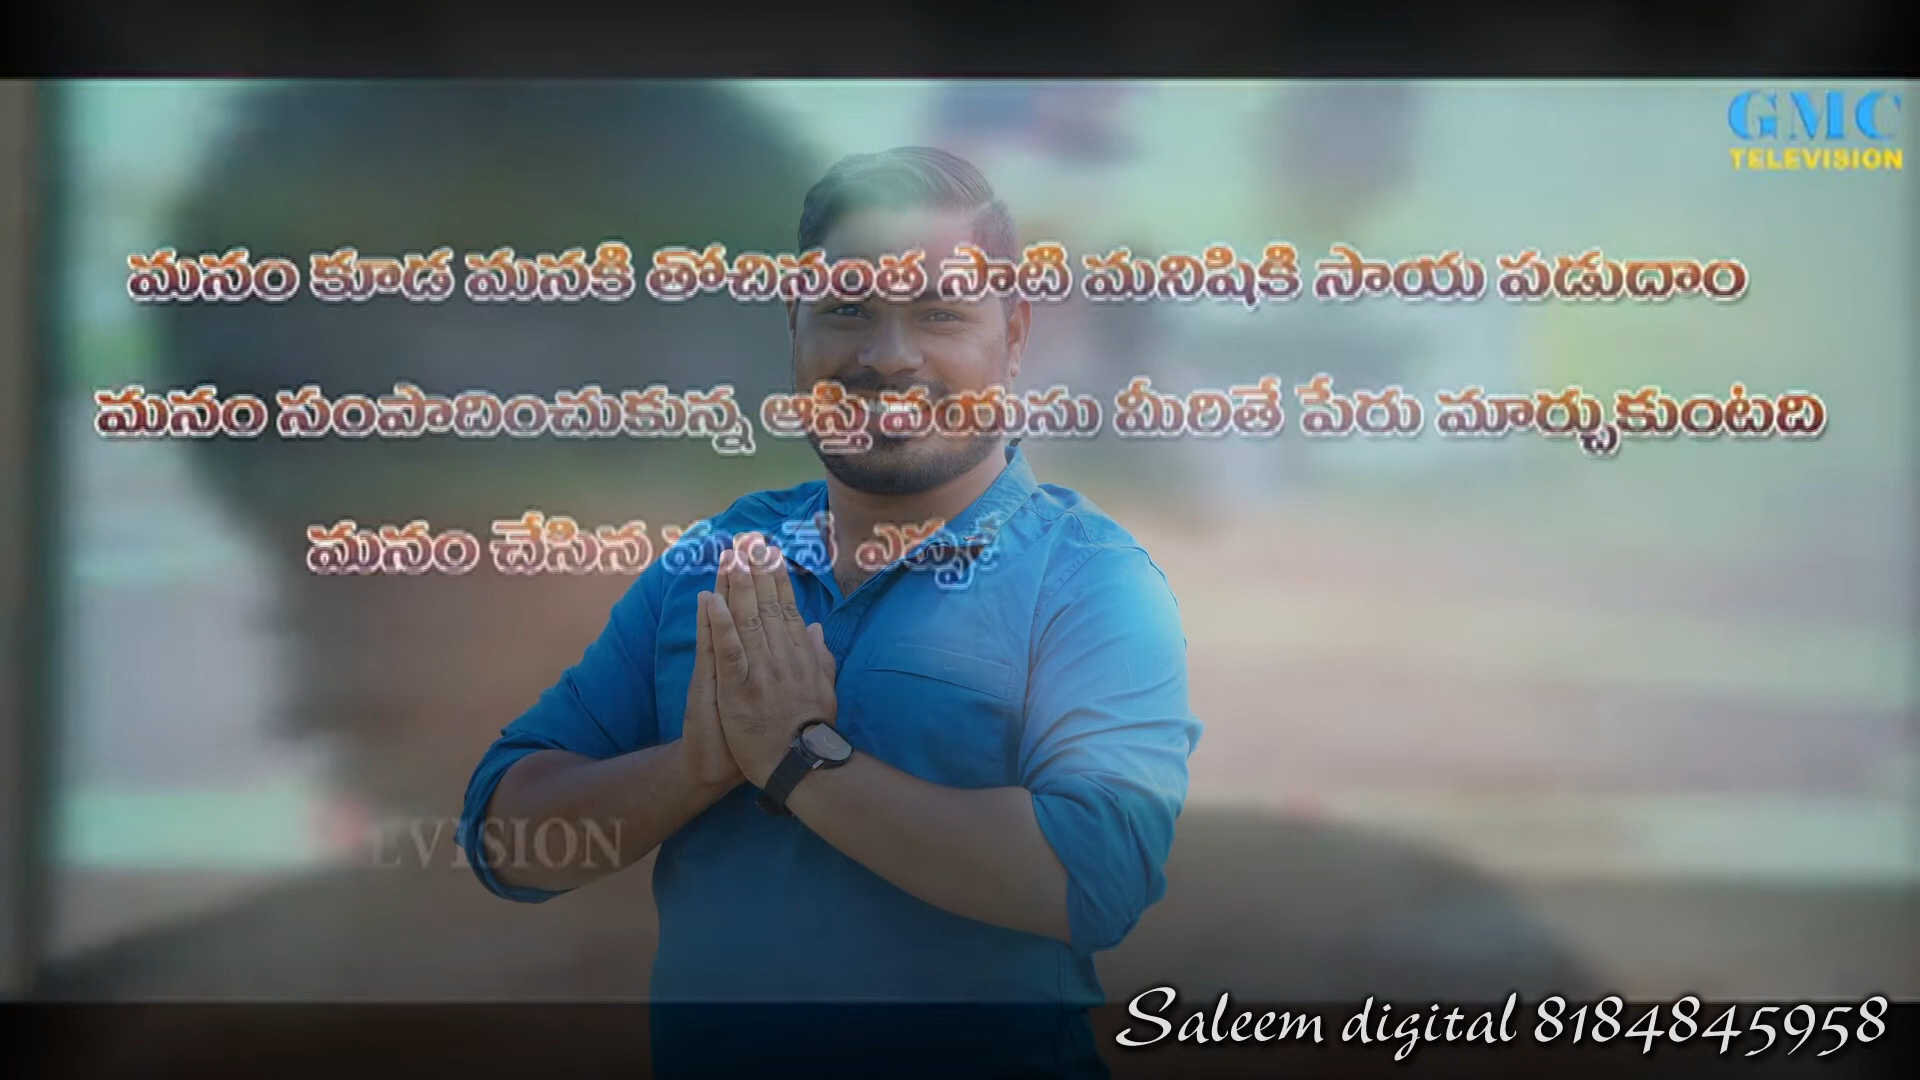 GMC
TELEVISION
మనం కూడ మనకి తోచినంత సాటి మనిషికి సాయ పడుదాం
మనం సంపాదించుకున్న ఆస్తి వయసు మీరితే పేరు మార్చుకుంటది
మనం చేసిన మంచే
EVISION
Saleem digital 8184845958